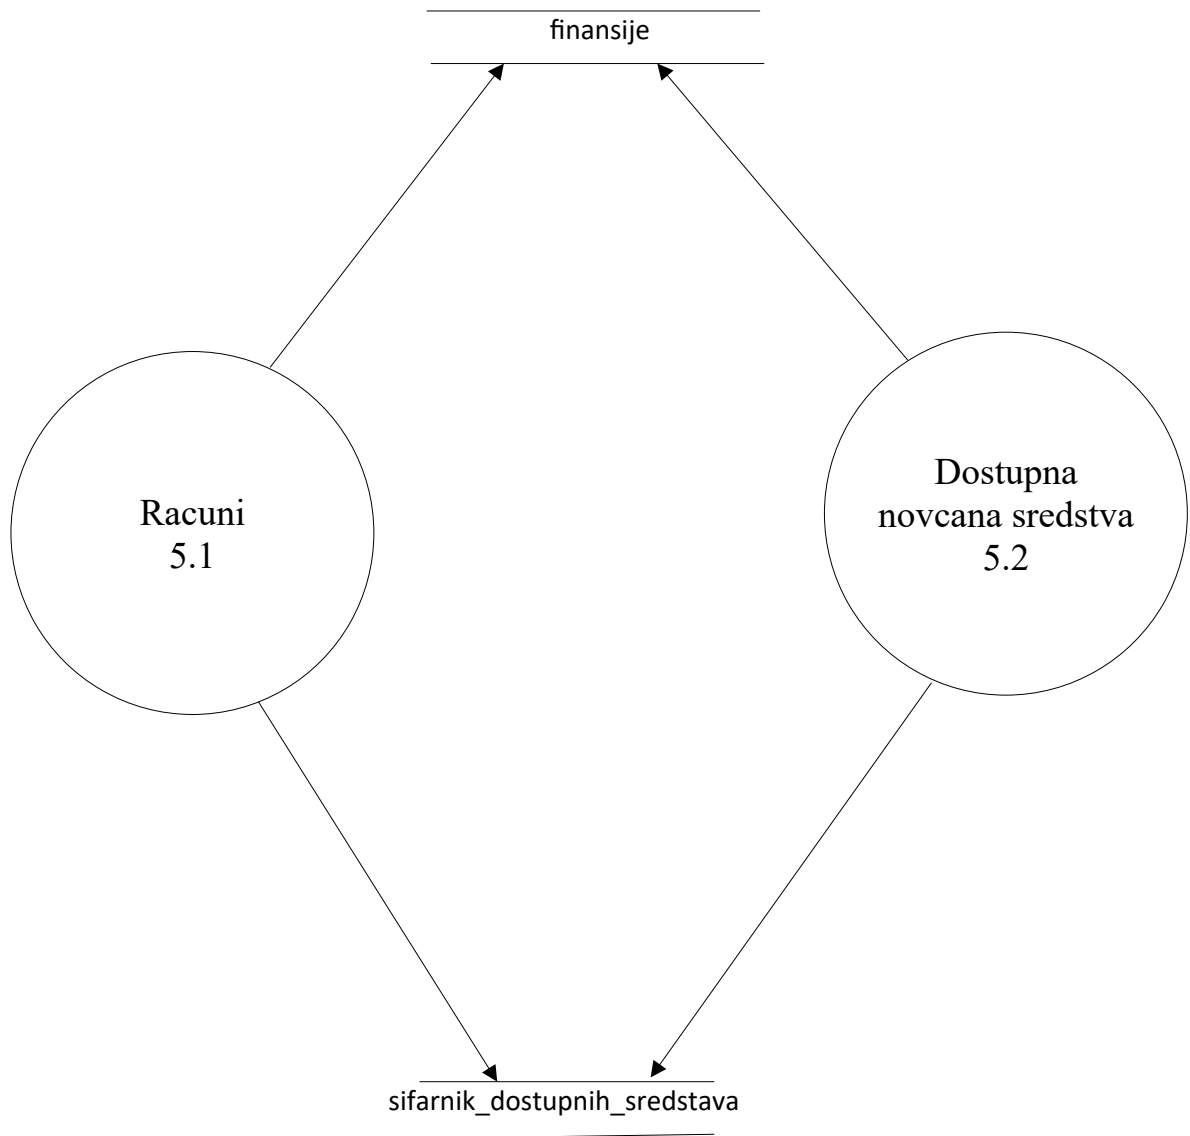 finansije
Racuni
5.1
Dostupna
novcana sredstva
5.2
sifarnik_dostupnih_sredstava